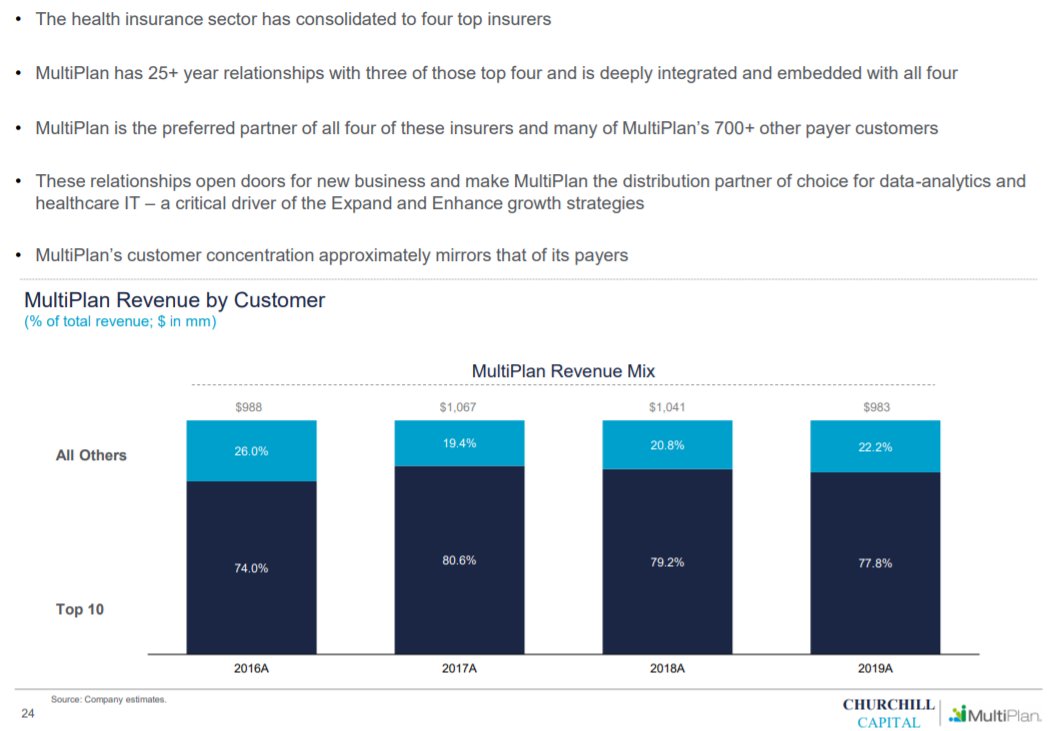 • The health insurance sector has consolidated to four top insurers
• MultiPlan has 25+ year relationships with three of those top four and is deeply integrated and embedded with all four
• MultiPlan is the preferred partner of all four of these insurers and many of MultiPlan’s 700+ other payer customers
• These relationships open doors for new business and make MultiPlan the distribution partner of choice for data-analytics and
healthcare IT – a critical driver of the Expand and Enhance growth strategies
• MultiPlan’s customer concentration approximately mirrors that of its payers
MultiPlan Revenue by Customer
(% of total revenue; $ in mm)
MultiPlan Revenue Mix
$988 $1,067 $1,041 $983
All Others 26.0% 19.4% 20.8% 22.2%
74.0% 80.6% 79.2% 77.8%
Top 10
2016A 2017A 2018A 2019A
Source: Company estimates.
24
CHURCHILL
CAPITAL
MultiPlan.